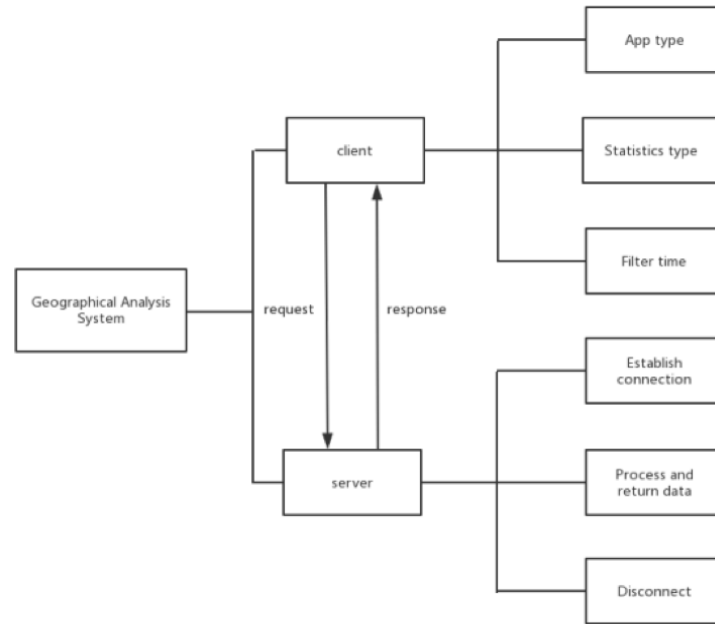 App type
client
Statistics type
Filter time
Geographical Analysis
System
request
response
Establish
connection
server
Process and
return data
Disconnect